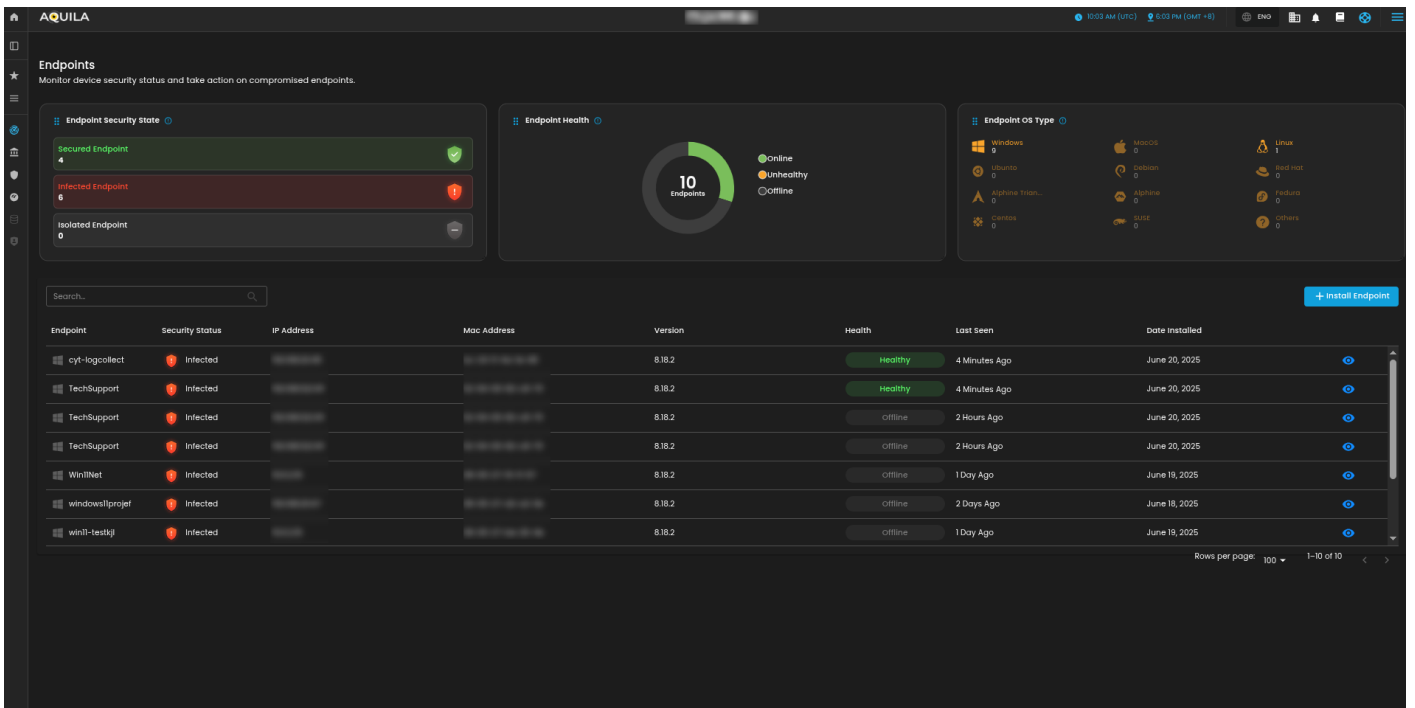 AQUILA
10:03 AM (UTC) 6:03 PM (GMT +8) ENG
Endpoints
Monitor device security status and take action on compromised endpoints.
Endpoint Security State
Secured Endpoint
4
Infected Endpoint
6
Isolated Endpoint
0
Endpoint Health
10
Endpoints
Online
Unhealthy
Offline
Endpoint OS Type
Windows
9
MacOS
0
Linux
1
Ubuntu
0
Debian
0
Red Hat
0
Alphine Trian...
0
Alphine
0
Fedura
0
Centos
0
SUSE
0
Others
0
Search...
+ Install Endpoint
Endpoint Security Status IP Address Mac Address Version Health Last Seen Date Installed
cyt-logcollect Infected 8.18.2 Healthy 4 Minutes Ago June 20, 2025
TechSupport Infected 8.18.2 Healthy 4 Minutes Ago June 20, 2025
TechSupport Infected 8.18.2 Offline 2 Hours Ago June 20, 2025
TechSupport Infected 8.18.2 Offline 2 Hours Ago June 20, 2025
Win11Net Infected 8.18.2 Offline 1 Day Ago June 19, 2025
windows11projef Infected 8.18.2 Offline 2 Days Ago June 18, 2025
win11-testkjl Infected 8.18.2 Offline 1 Day Ago June 19, 2025
Rows per page: 100 1–10 of 10